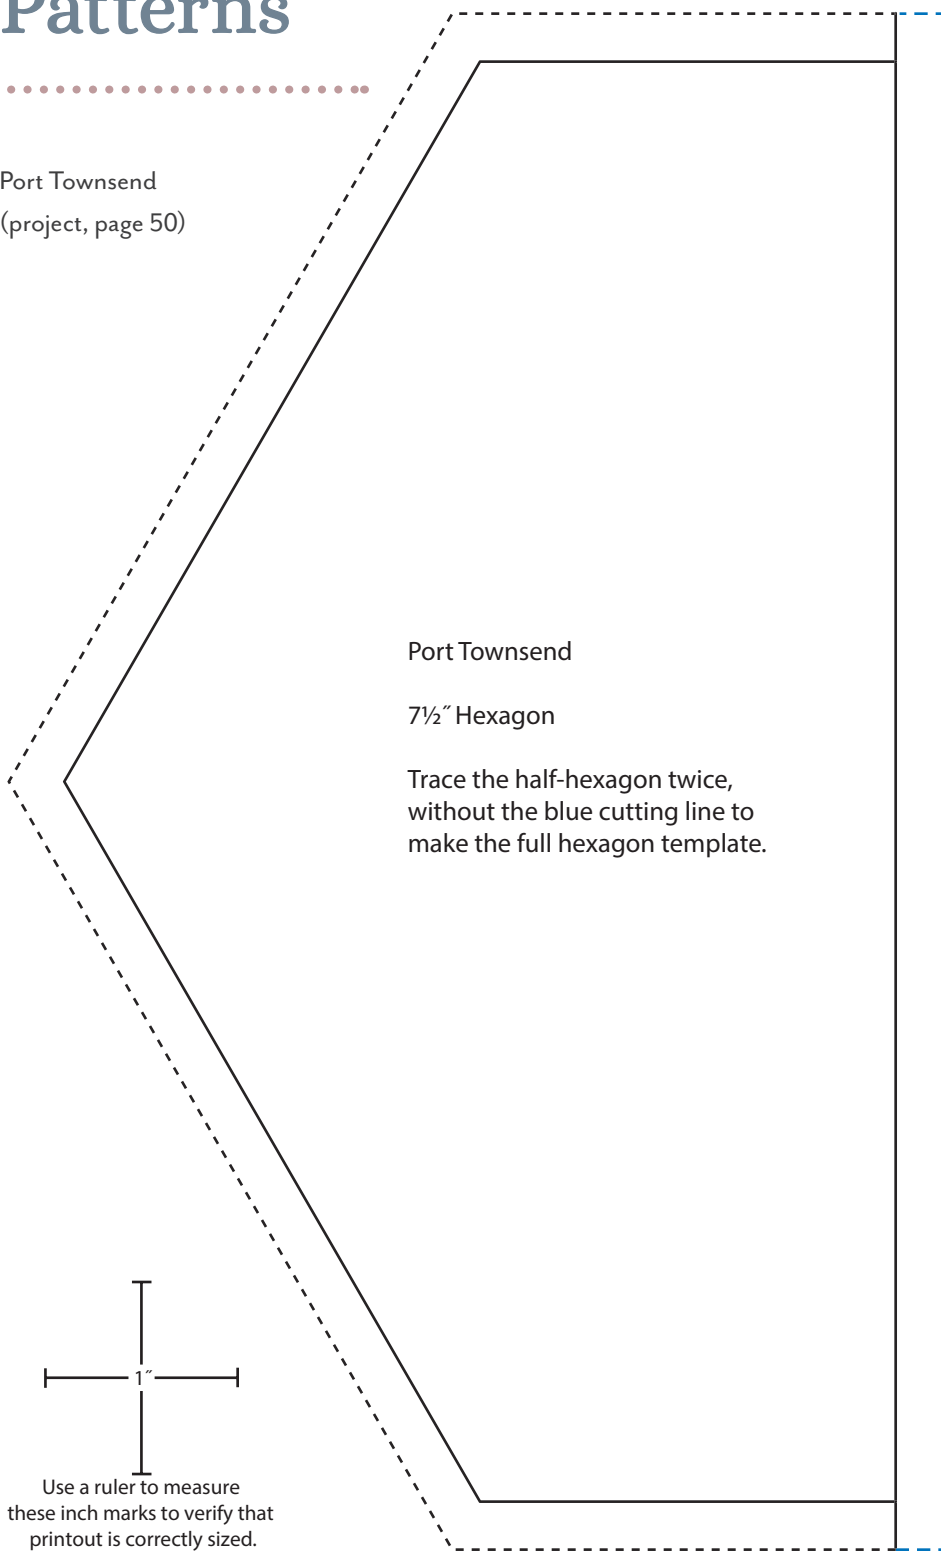 Patterns
Port Townsend
(project, page 50)
Port Townsend
7½˝ Hexagon
Trace the half-hexagon twice,
without the blue cutting line to
make the full hexagon template.
1˝
Use a ruler to measure
these inch marks to verify that
printout is correctly sized.